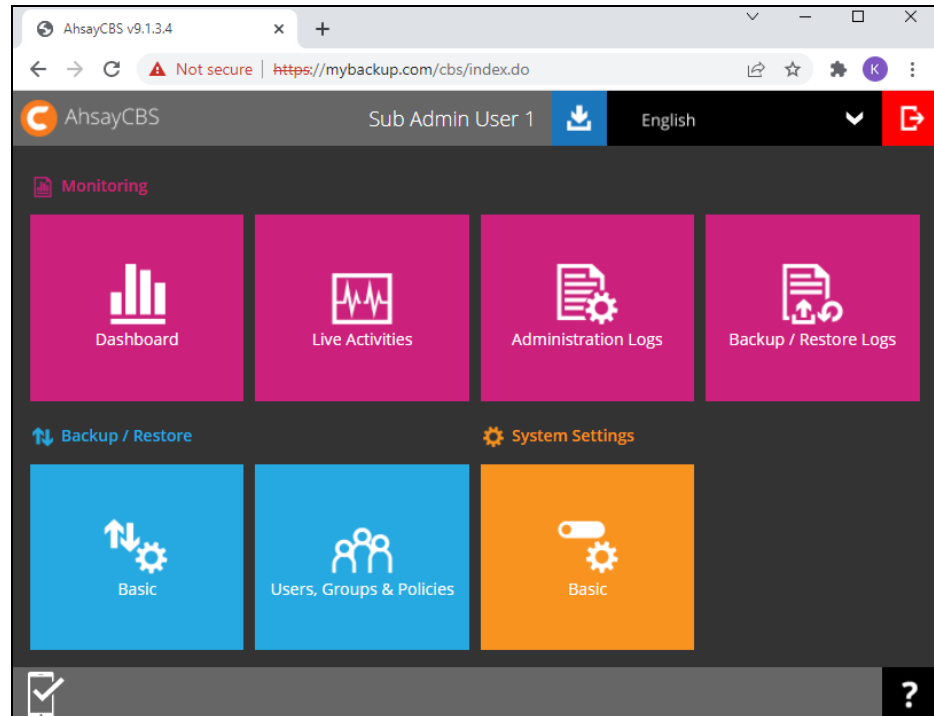 AhsayCBS v9.1.3.4
Not secure | https://mybackup.com/cbs/index.do
K
AhsayCBS
Sub Admin User 1
English
Monitoring
Dashboard
Live Activities
Administration Logs
Backup / Restore Logs
Backup / Restore
System Settings
Basic
Users, Groups & Policies
Basic
?